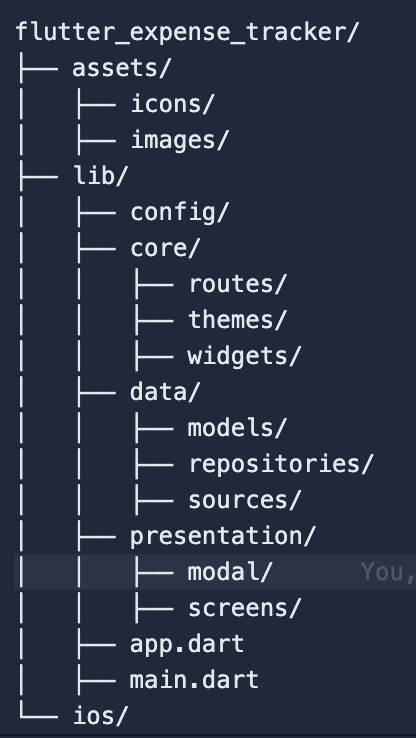 flutter_expense_tracker/
├── assets/
│   ├── icons/
│   ├── images/
├── lib/
│   ├── config/
│   ├── core/
│   │   ├── routes/
│   │   ├── themes/
│   │   ├── widgets/
│   ├── data/
│   │   ├── models/
│   │   ├── repositories/
│   │   ├── sources/
│   ├── presentation/
│   │   ├── modal/      You,
│   │   ├── screens/
│   ├── app.dart
│   ├── main.dart
└── ios/